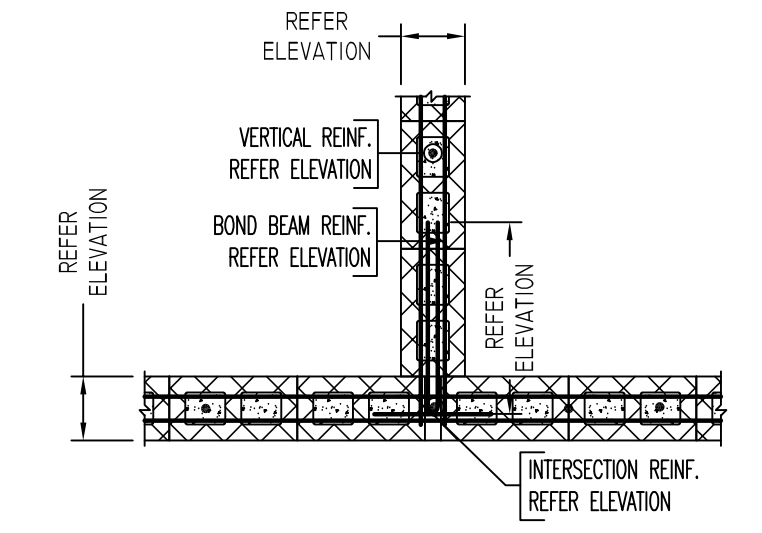 REFER
ELEVATION
VERTICAL REINF.
REFER ELEVATION
BOND BEAM REINF.
REFER ELEVATION
REFER
ELEVATION
REFER
ELEVATION
INTERSECTION REINF.
REFER ELEVATION